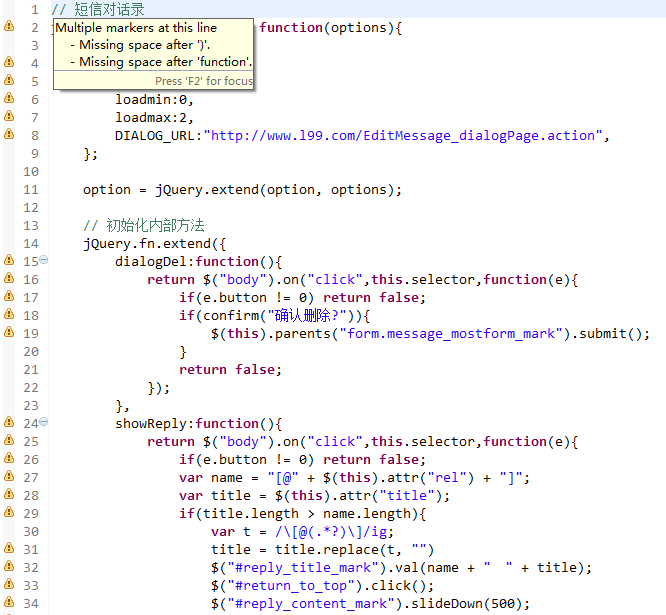 1 // 短信对话录
2 function(options){
Multiple markers at this line
3 - Missing space after ')'.
4 - Missing space after 'function'.
5 Press 'F2' for focus
6 loadmin:0,
7 loadmax:2,
8 DIALOG_URL:"http://www.l99.com/EditMessage_dialogPage.action",
9 };
10
11 option = jQuery.extend(option, options);
12
13 // 初始化内部方法
14 jQuery.fn.extend({
15 dialogDel:function(){
16 return $("body").on("click",this.selector,function(e){
17 if(e.button != 0) return false;
18 if(confirm("确认删除?")){
19 $(this).parents("form.message_mostform_mark").submit();
20 }
21 return false;
22 });
23 },
24 showReply:function(){
25 return $("body").on("click",this.selector,function(e){
26 if(e.button != 0) return false;
27 var name = "[@" + $(this).attr("rel") + "]";
28 var title = $(this).attr("title");
29 if(title.length > name.length){
30 var t = /\[@(.*?)\]/ig;
31 title = title.replace(t, "")
32 $("#reply_title_mark").val(name + "  " + title);
33 $("#return_to_top").click();
34 $("#reply_content_mark").slideDown(500);